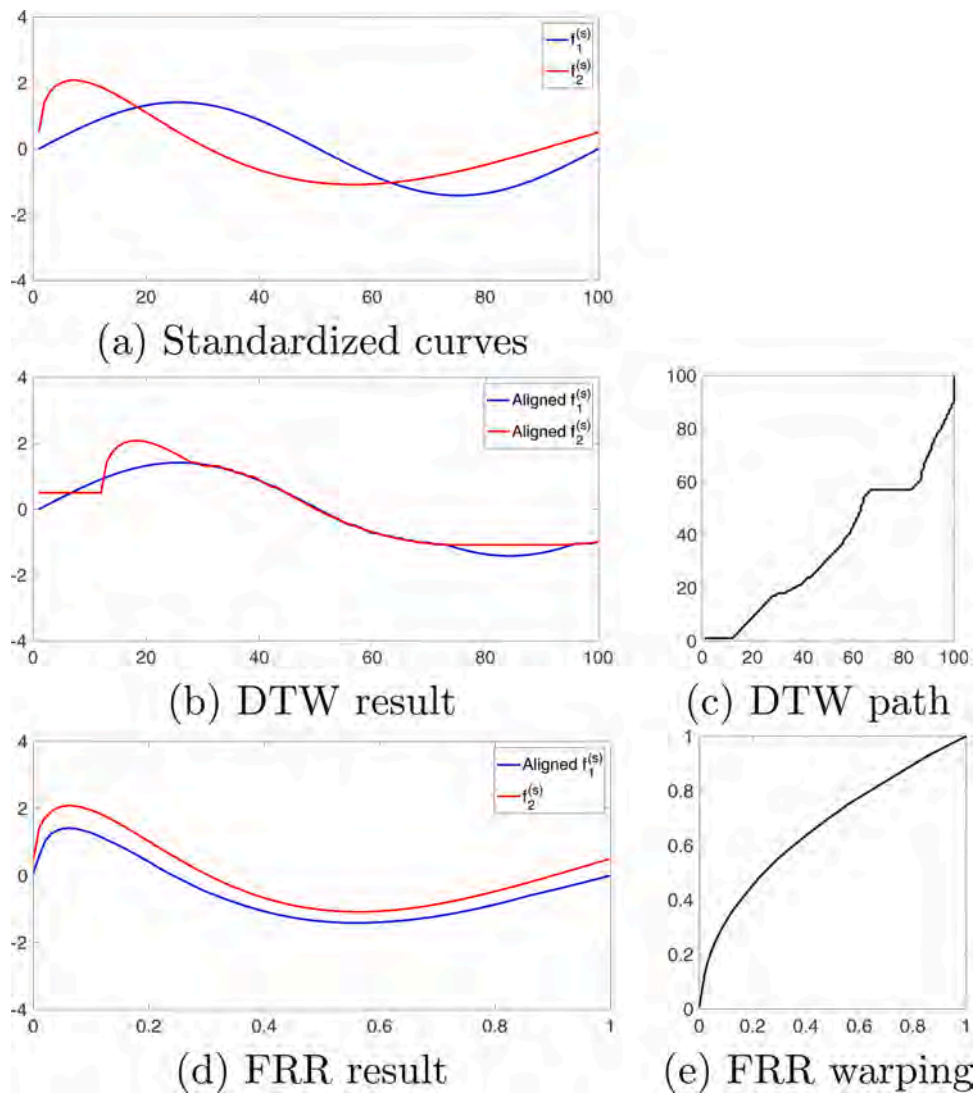 4
2
0
-2
-4
0 20 40 60 80 100
f₁⁽ˢ⁾
f₂⁽ˢ⁾
(a) Standardized curves
4
2
0
-2
-4
0 20 40 60 80 100
Aligned f₁⁽ˢ⁾
Aligned f₂⁽ˢ⁾
(b) DTW result
100
80
60
40
20
0
0 20 40 60 80 100
(c) DTW path
4
2
0
-2
-4
0 0.2 0.4 0.6 0.8 1
Aligned f₁⁽ˢ⁾
f₂⁽ˢ⁾
(d) FRR result
1
0.8
0.6
0.4
0.2
0
0 0.2 0.4 0.6 0.8 1
(e) FRR warping